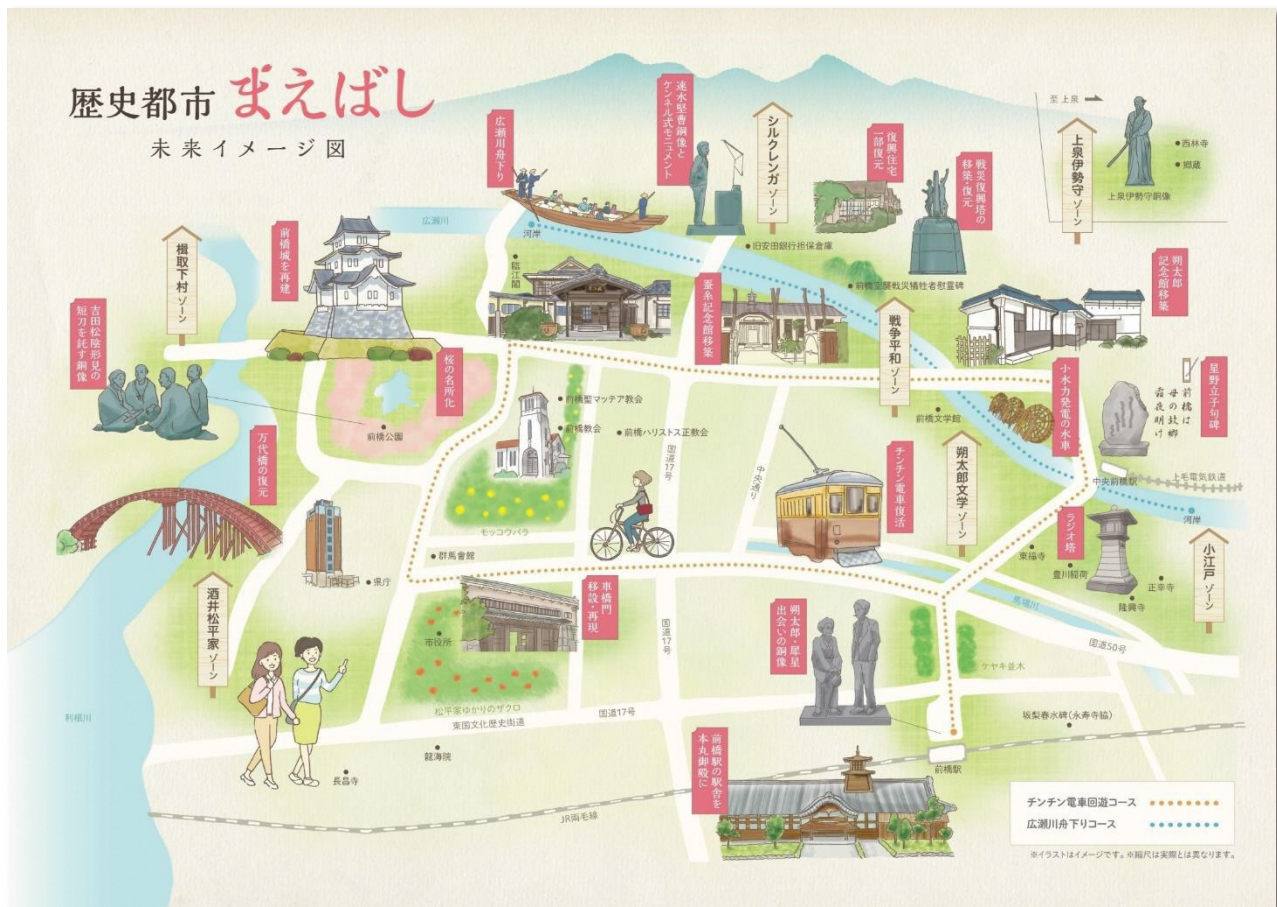 歴史都市 まえばし
未来イメージ図
広瀬川舟下り
速水堅曹銅像と
ケンネル式モニュメント
シルクレンガゾーン
復興住宅
一部復元
戦災復興塔の
移築・復元
至 上泉
上泉伊勢守ゾーン
西林寺
郷蔵
上泉伊勢守銅像
広瀬川
河岸
旧安田銀行担保倉庫
楫取下村ゾーン
前橋城を再建
臨江閣
蚕糸記念館移築
前橋空襲戦災犠牲者慰霊碑
朔太郎
記念館移築
吉田松陰形見の
短刀を託す銅像
桜の名所化
前橋公園
戦争平和ゾーン
小水力発電の水車
前橋は
母の故郷
霜夜明け
星野立子句碑
前橋聖マッテア教会
前橋教会
前橋ハリストス正教会
国道17号
中央通り
前橋文学館
中央前橋駅
上毛電気鉄道
万代橋の復元
チンチン電車復活
朔太郎文学ゾーン
モッコウバラ
群馬會館
県庁
ラジオ塔
東福寺
豊川稲荷
隆興寺
正幸寺
河岸
小江戸ゾーン
酒井松平家ゾーン
車橋門
移設・再現
市役所
国道17号
馬場川
国道50号
朔太郎・犀星
出会いの銅像
ケヤキ並木
松平家ゆかりのザクロ
東国文化歴史街道
国道17号
利根川
龍海院
長昌寺
坂梨春水碑(永寿寺脇)
前橋駅
前橋駅の駅舎を
本丸御殿に
JR両毛線
チンチン電車回遊コース
広瀬川舟下りコース
※イラストはイメージです。※縮尺は実際とは異なります。